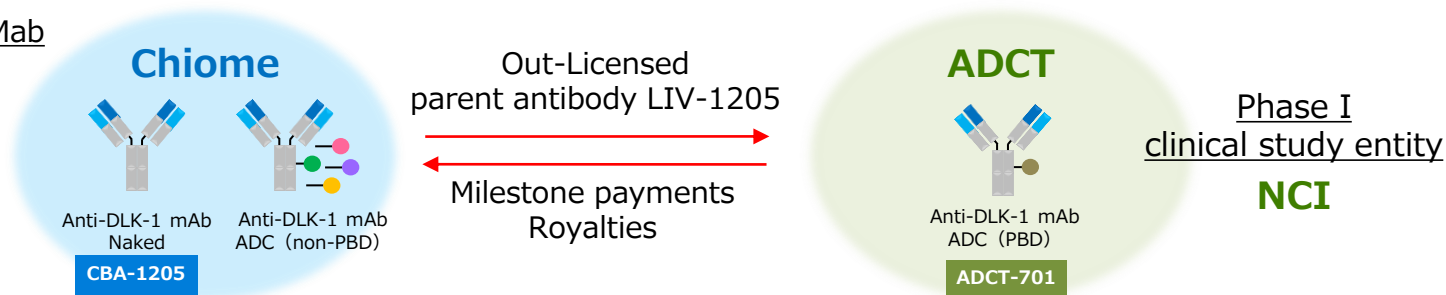 Mab
Chiome
Anti-DLK-1 mAb
Naked
CBA-1205
Anti-DLK-1 mAb
ADC（non-PBD）
Out-Licensed
parent antibody LIV-1205
Milestone payments
Royalties
ADCT
Anti-DLK-1 mAb
ADC（PBD）
ADCT-701
Phase I
clinical study entity
NCI